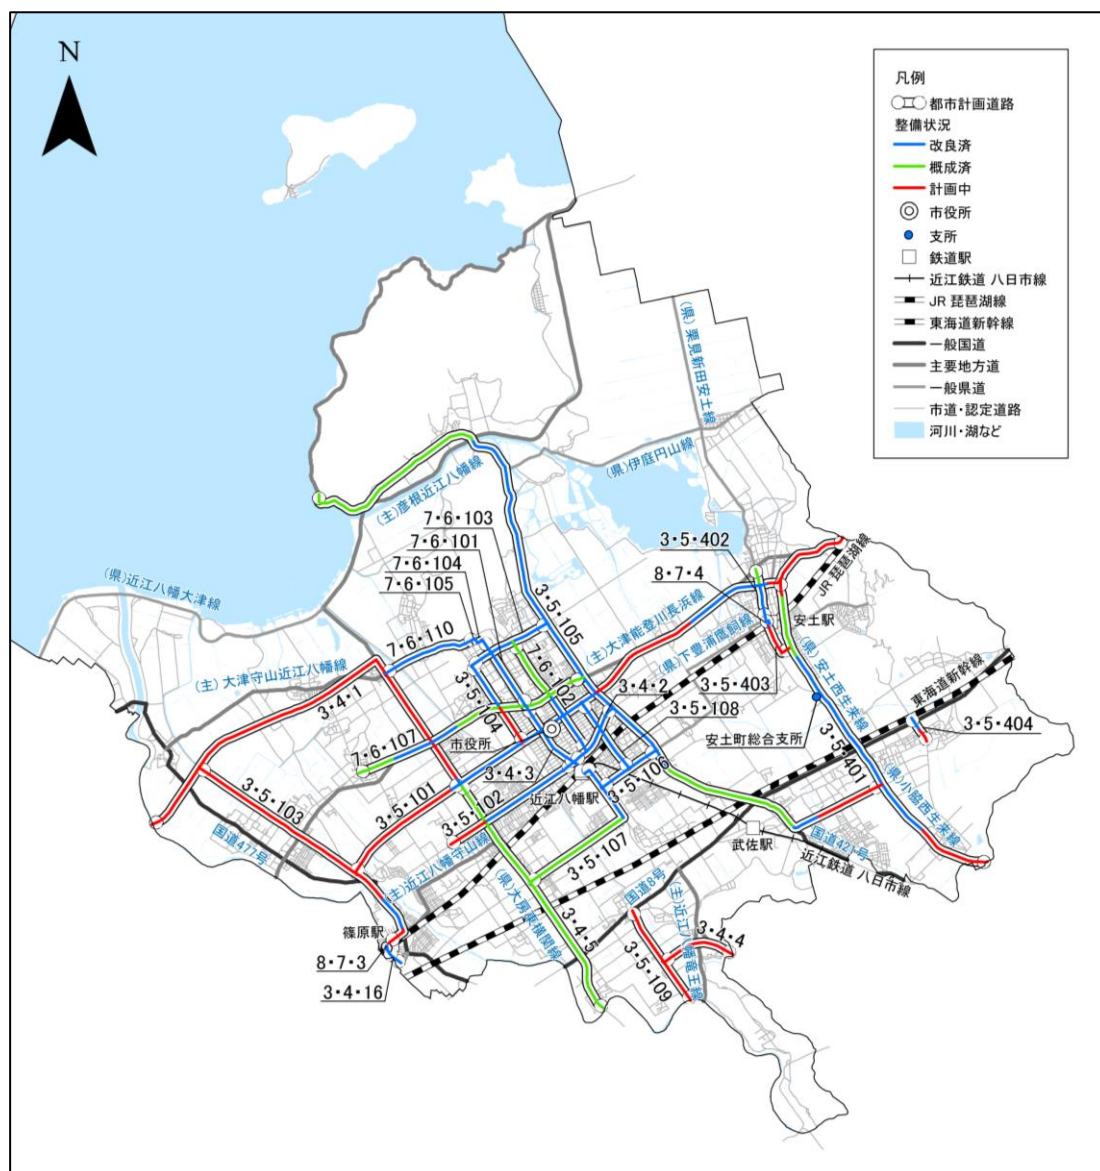 N
凡例
都市計画道路
整備状況
改良済
概成済
計画中
市役所
支所
鉄道駅
近江鉄道 八日市線
JR 琵琶湖線
東海道新幹線
一般国道
主要地方道
一般県道
市道・認定道路
河川・湖など
(県)栗見新田安土線
(県)伊庭円山線
(主)彦根近江八幡線
7・6・103
7・6・101
7・6・104
7・6・105
3・5・402
8・7・4
JR 琵琶湖線
(県)近江八幡大津線
3・5・105
(主)大津能登川長浜線
安土駅
7・6・110
(県)下豊浦鷹飼線
(主)大津守山近江八幡線
7・6・102
3・4・2
3・5・403
(県)安土西生来線
東海道新幹線
3・4・1
3・5・104
3・5・108
3・5・404
安土町総合支所
7・6・107
市役所
3・4・3
近江八幡駅
3・5・106
3・5・401
(県)小脇西生来線
3・5・101
3・5・102
3・5・103
国道477号
(主)近江八幡守山線
3・5・107
武佐駅
国道421号
近江鉄道 八日市線
(県)大房東横関線
国道8号
(主)近江八幡竜王線
3・4・4
篠原駅
3・4・5
3・5・109
8・7・3
3・4・16